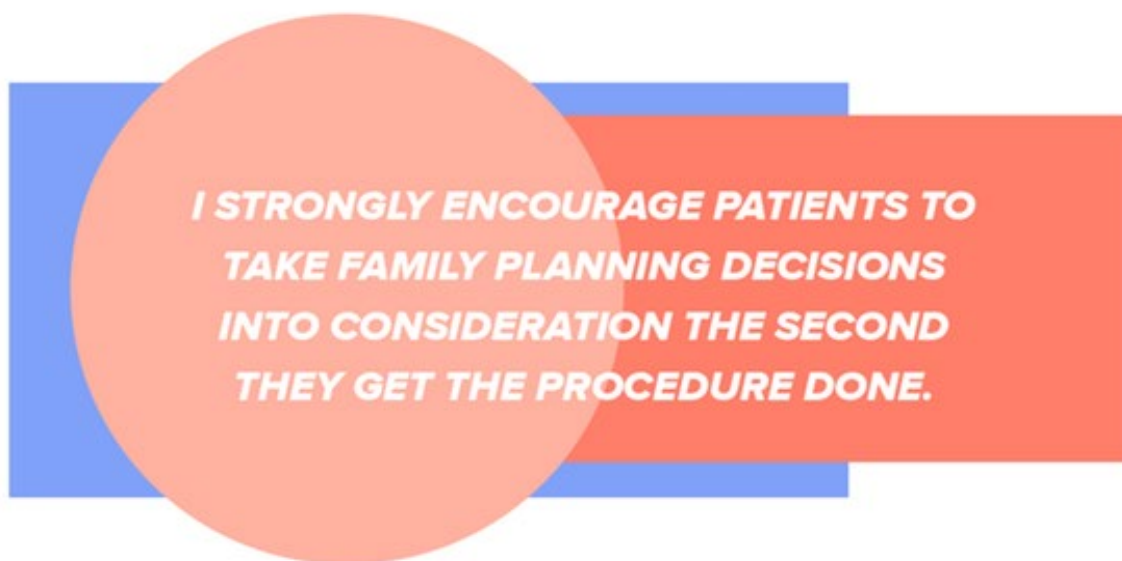 I STRONGLY ENCOURAGE PATIENTS TO
TAKE FAMILY PLANNING DECISIONS
INTO CONSIDERATION THE SECOND
THEY GET THE PROCEDURE DONE.